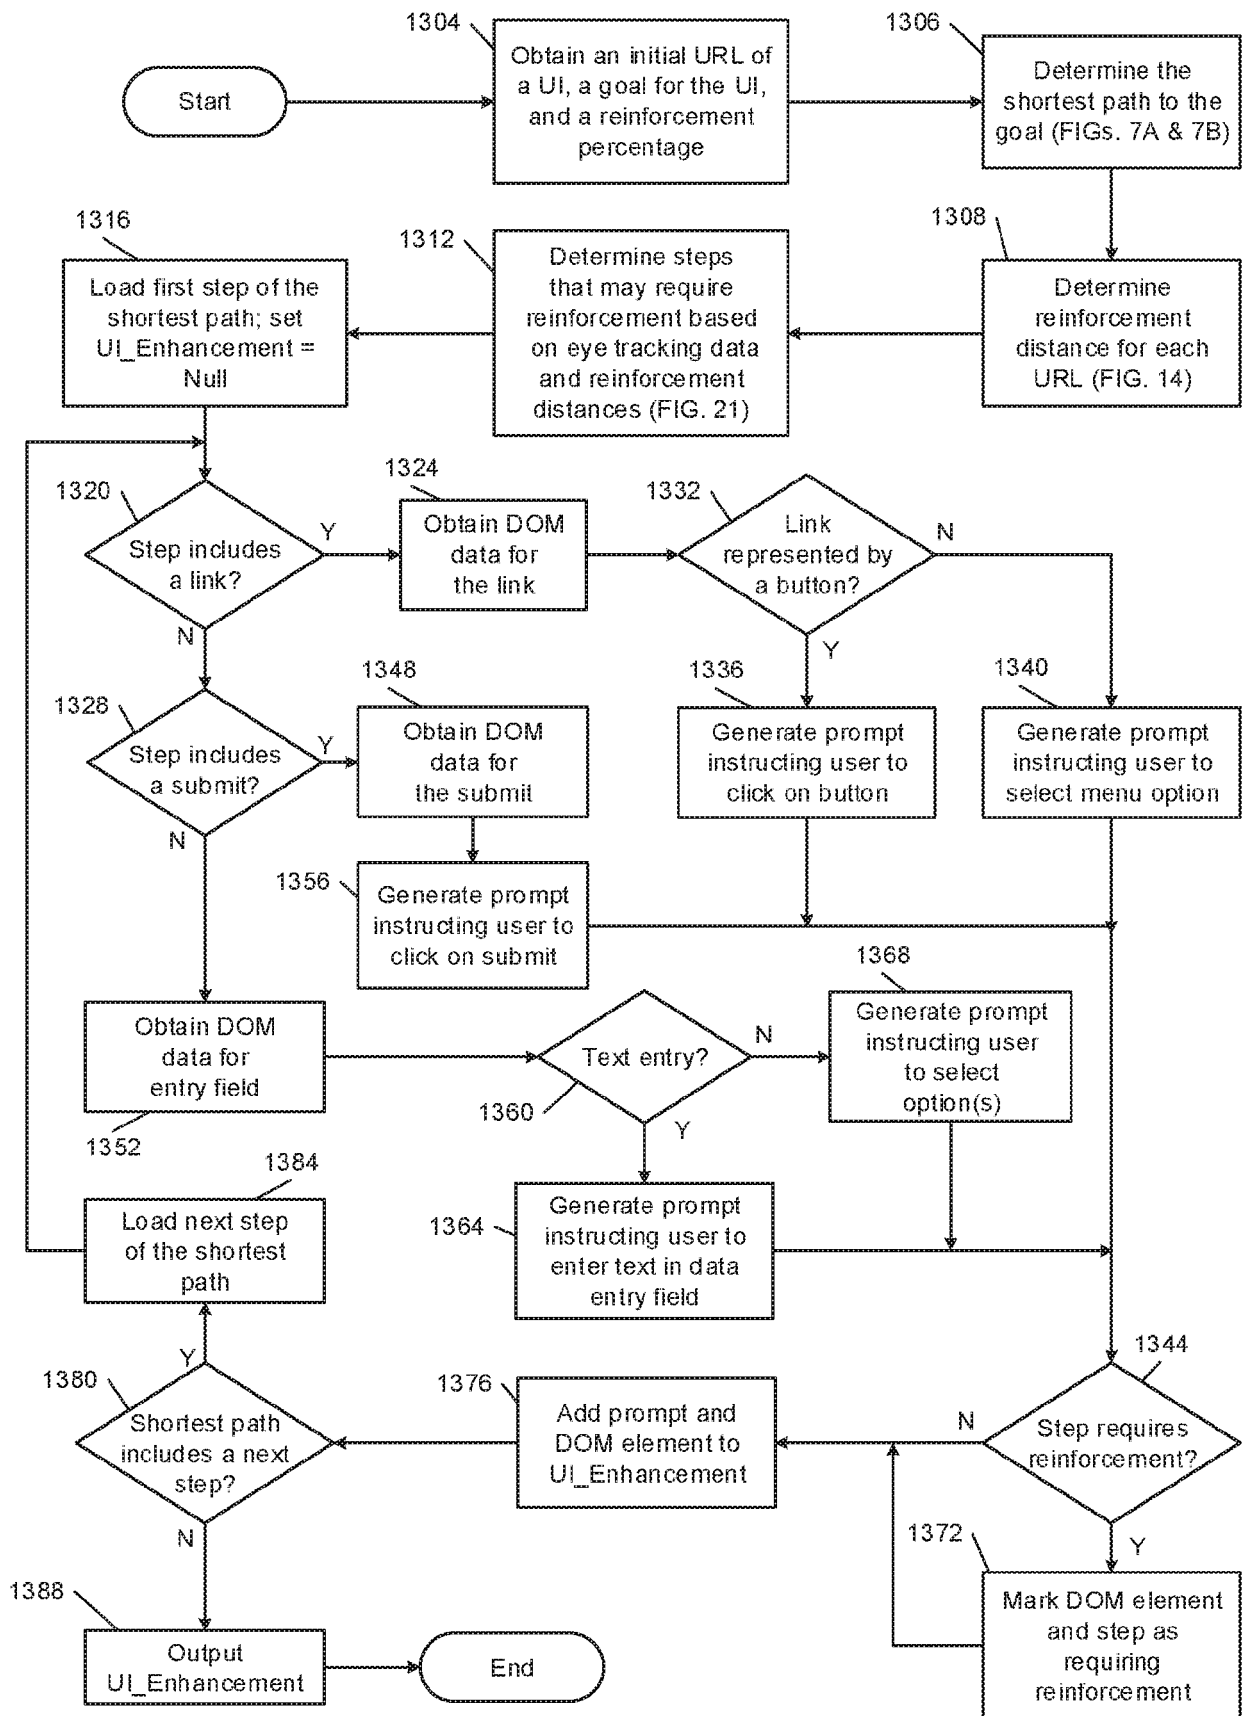 1304
1306
Start
Obtain an initial URL of
a UI, a goal for the UI,
and a reinforcement
percentage
Determine the
shortest path to the
goal (FIGs. 7A & 7B)
1316
1312
1308
Load first step of the
shortest path; set
UI_Enhancement =
Null
Determine steps
that may require
reinforcement based
on eye tracking data
and reinforcement
distances (FIG. 21)
Determine
reinforcement
distance for each
URL (FIG. 14)
1320
Step includes
a link?
Y
N
1324
Obtain DOM
data for
the link
1332
Link
represented by
a button?
N
Y
1328
Step includes
a submit?
Y
N
1348
Obtain DOM
data for
the submit
1336
Generate prompt
instructing user to
click on button
1340
Generate prompt
instructing user to
select menu option
1356
Generate prompt
instructing user to
click on submit
1352
Obtain DOM
data for
entry field
Text entry?
1360
N
Y
1368
Generate prompt
instructing user
to select
option(s)
1364
Generate prompt
instructing user to
enter text in data
entry field
1384
Load next step
of the shortest
path
Y
1380
Shortest path
includes a next
step?
N
1376
Add prompt and
DOM element to
UI_Enhancement
1344
Step requires
reinforcement?
N
Y
1372
Mark DOM element
and step as
requiring
reinforcement
1388
Output
UI_Enhancement
End